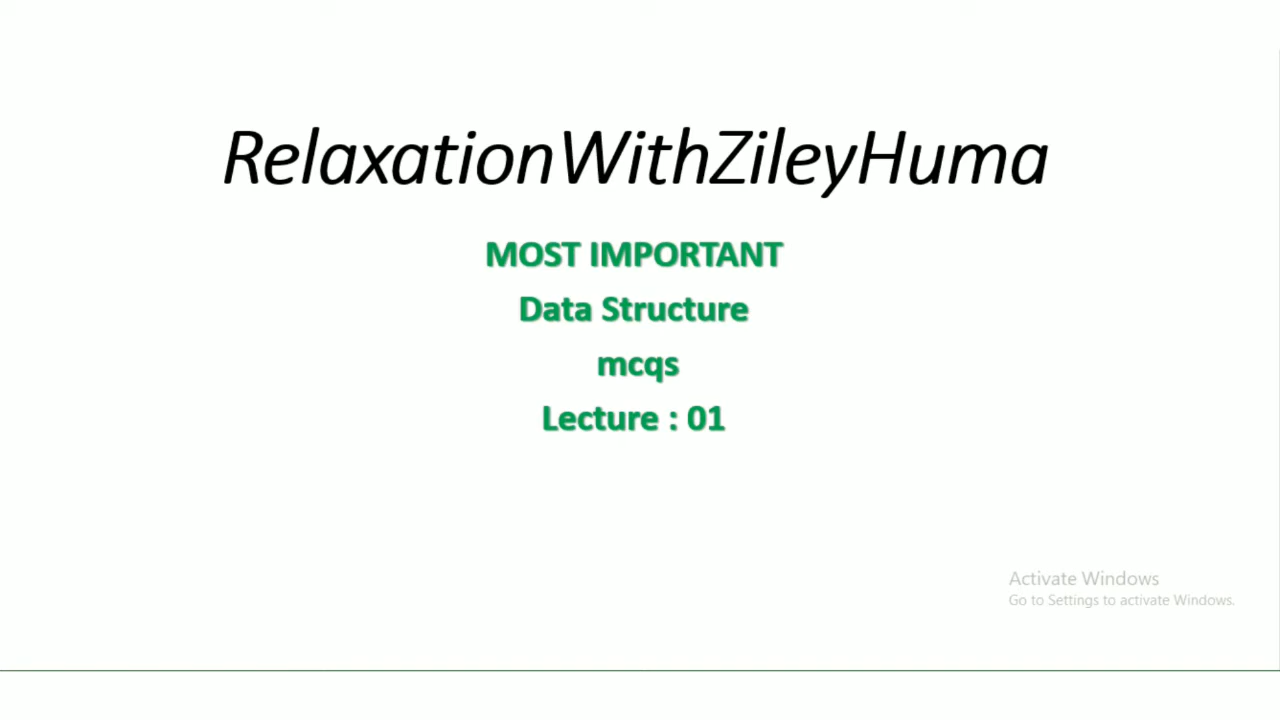 RelaxationWithZileyHuma
MOST IMPORTANT
Data Structure
mcqs
Lecture : 01
Activate Windows
Go to Settings to activate Windows.